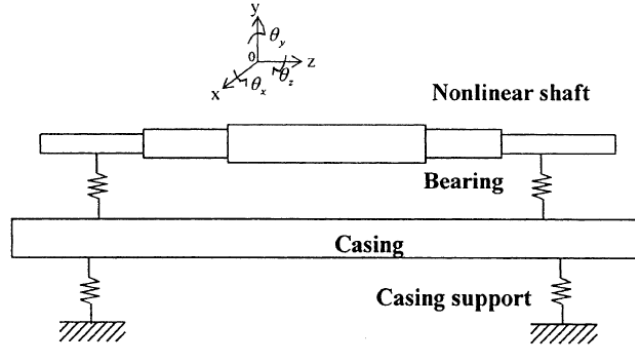 y
θy
0
z
x
θx
θz
Nonlinear shaft
Bearing
Casing
Casing support